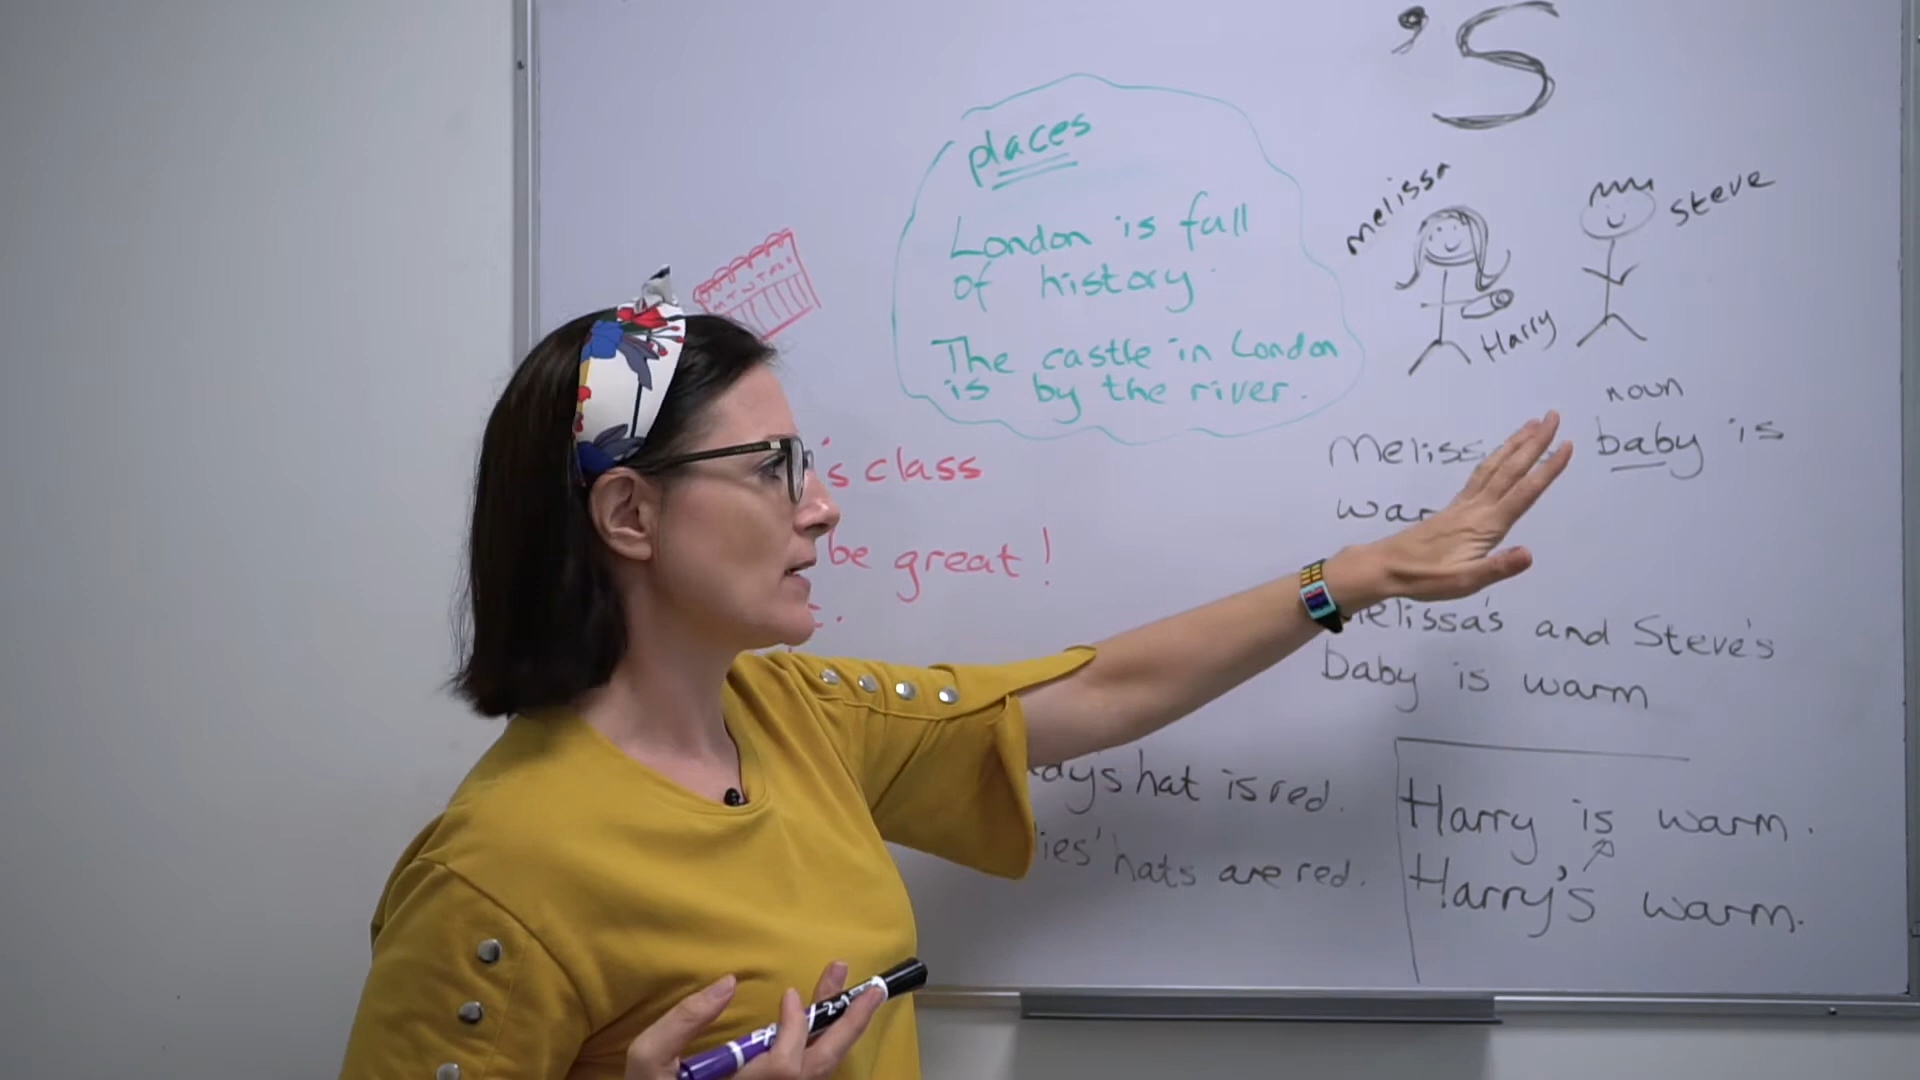 's
places
London is full
of history.
The castle in London
is by the river.
melissa
steve
Harry
's class
be great!
noun
baby is
Melissa's and Steve's
baby is warm
hat is red.
hats are red.
Harry is warm.
Harry's warm.